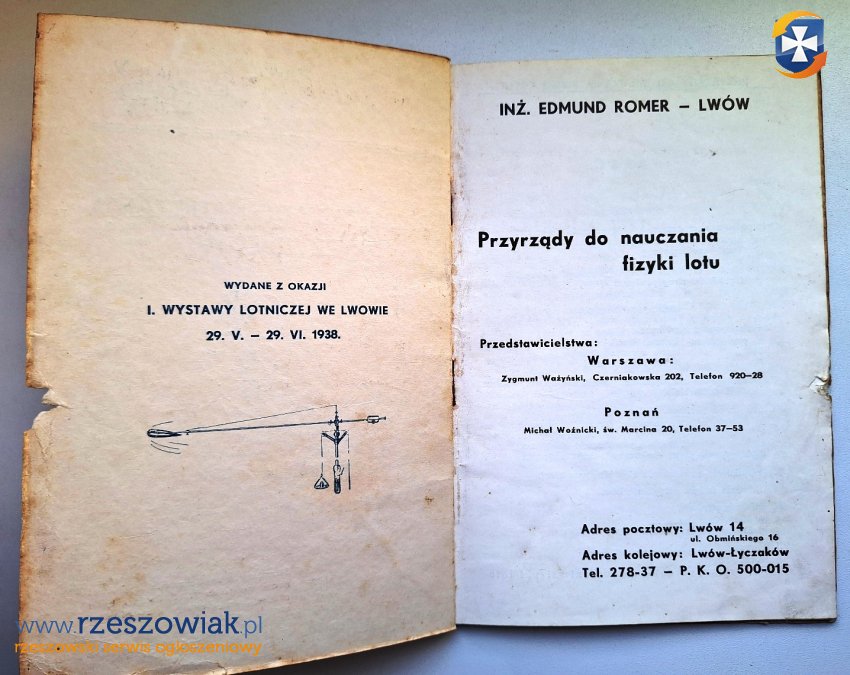 WYDANE Z OKAZJI
I. WYSTAWY LOTNICZEJ WE LWOWIE
29. V. – 29. VI. 1938.
INŻ. EDMUND ROMER – LWÓW
Przyrządy do nauczania
fizyki lotu
Przedstawicielstwa:
Warszawa:
Zygmunt Ważyński, Czerniakowska 202, Telefon 920–28
Poznań
Michał Woźnicki, św. Marcina 20, Telefon 37–53
Adres pocztowy: Lwów 14
ul. Obmińskiego 16
Adres kolejowy: Lwów-Łyczaków
Tel. 278-37 – P. K. O. 500-015
www.rzeszowiak.pl
rzeszowski serwis ogłoszeniowy